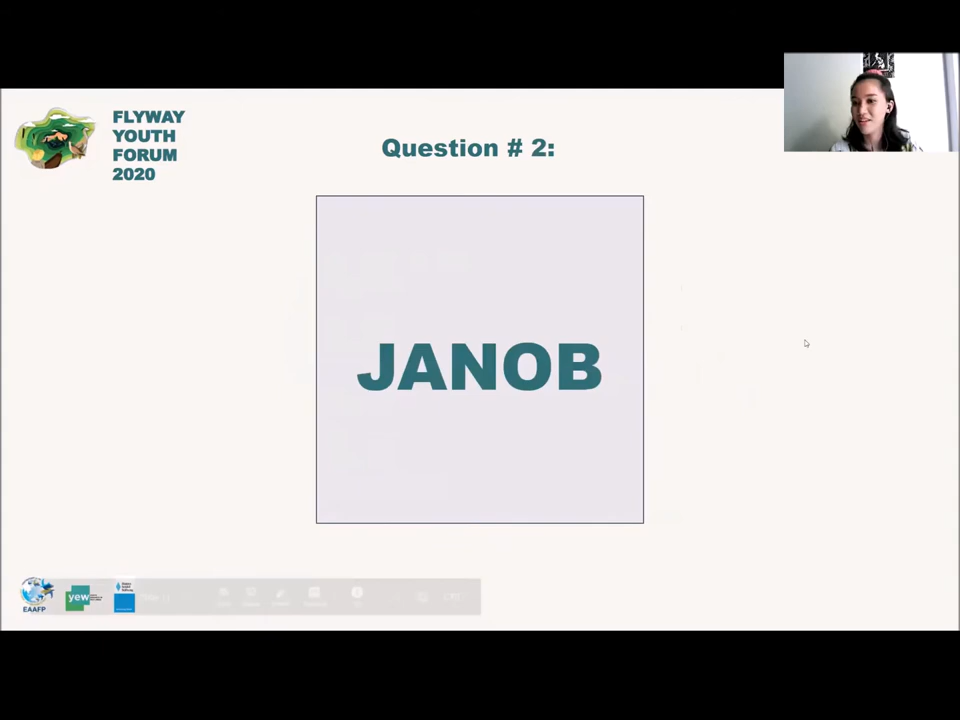 FLYWAY
YOUTH
FORUM
2020
Question # 2:
JANOB
EAAFP
yew